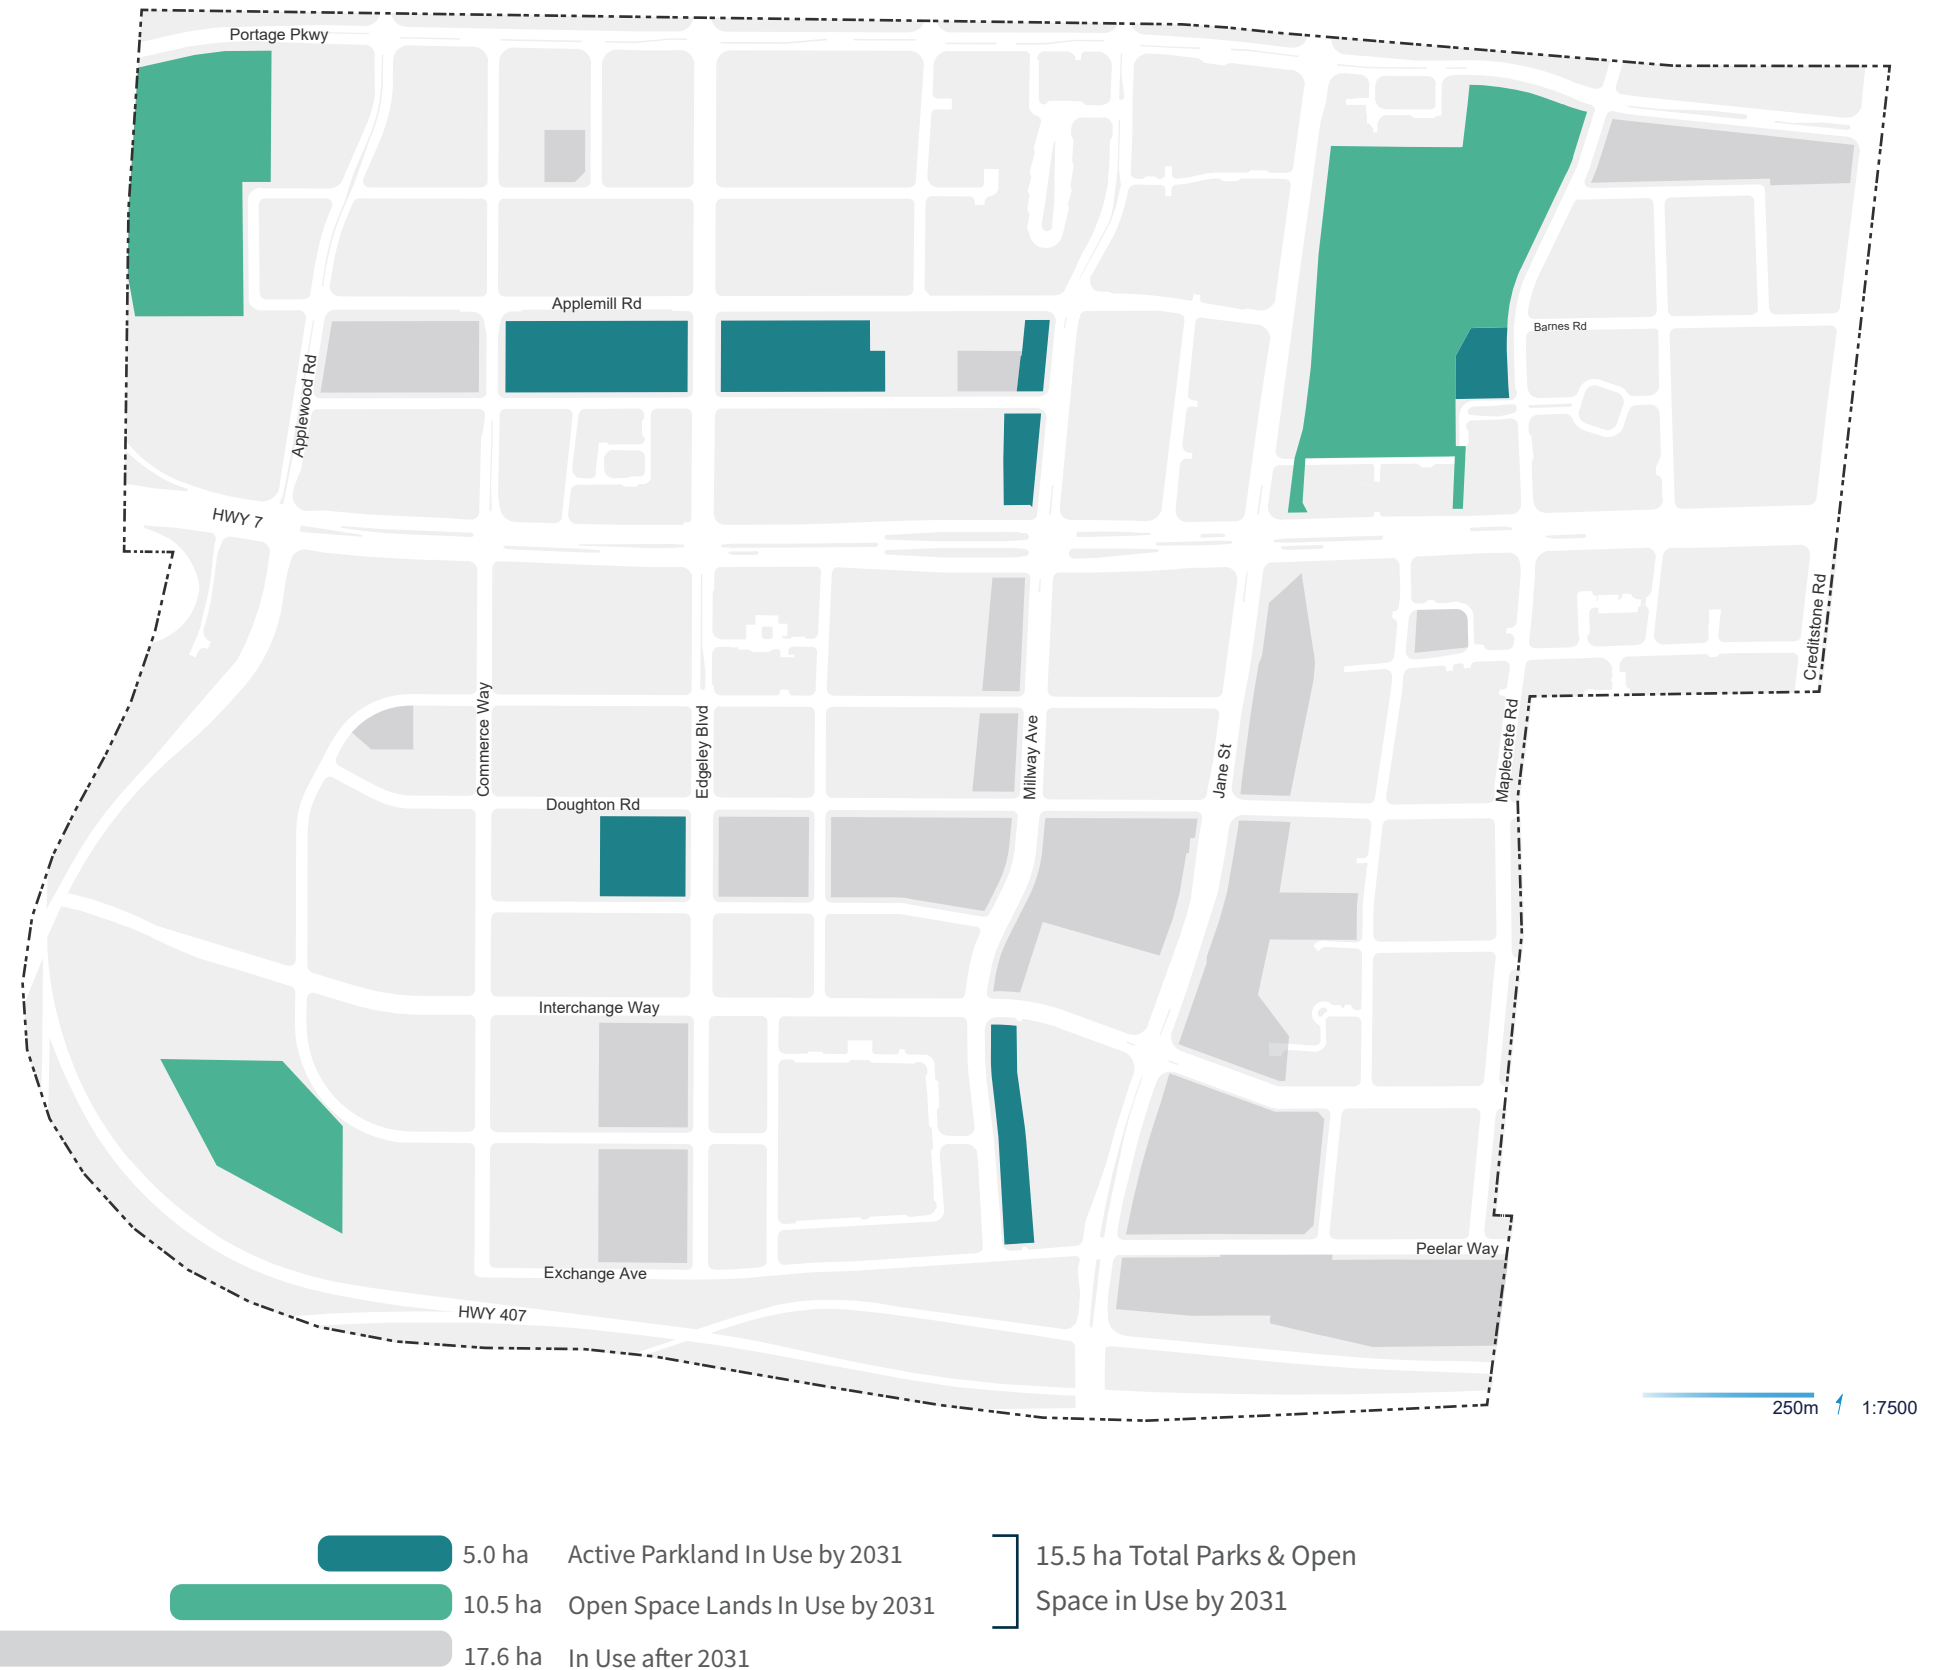 Portage Pkwy
Applemill Rd
Barnes Rd
Applewood Rd
HWY 7
Creditstone Rd
Commerce Way
Edgeley Blvd
Millway Ave
Jane St
Maplecrete Rd
Doughton Rd
Interchange Way
Peelar Way
Exchange Ave
HWY 407
250m 1:7500
5.0 ha Active Parkland In Use by 2031
10.5 ha Open Space Lands In Use by 2031
17.6 ha In Use after 2031
15.5 ha Total Parks & Open
Space in Use by 2031